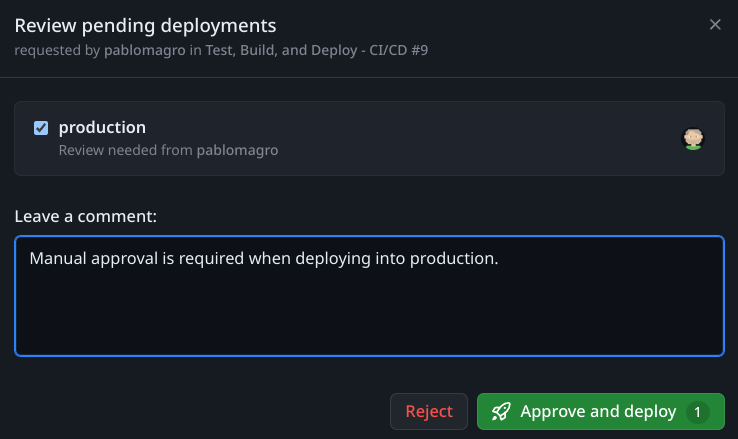 Review pending deployments
requested by pablomagro in Test, Build, and Deploy - CI/CD #9
production
Review needed from pablomagro
Leave a comment:
Manual approval is required when deploying into production.
Reject
Approve and deploy 1